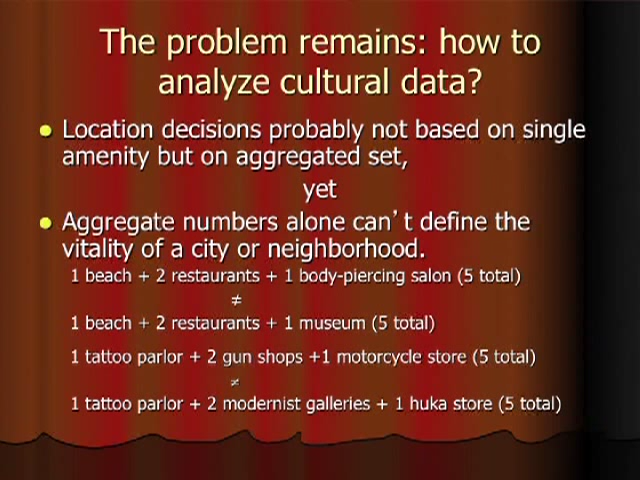 The problem remains: how to
analyze cultural data?
Location decisions probably not based on single
amenity but on aggregated set,
yet
Aggregate numbers alone can't define the
vitality of a city or neighborhood.
1 beach + 2 restaurants + 1 body-piercing salon (5 total)
≠
1 beach + 2 restaurants + 1 museum (5 total)
1 tattoo parlor + 2 gun shops +1 motorcycle store (5 total)
≠
1 tattoo parlor + 2 modernist galleries + 1 huka store (5 total)